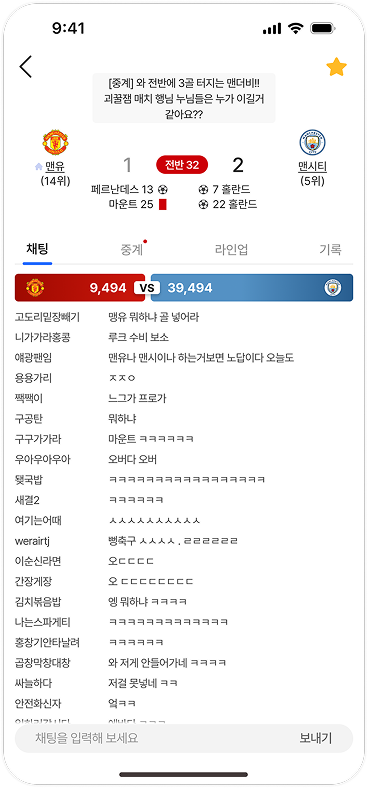 9:41
[중계] 와 전반에 3골 터지는 맨더비!!
괴꿀잼 매치 행님 누님들은 누가 이길거
같아요??
맨유 1 전반 32 2 맨시티
(14위) (5위)
페르난데스 13 7 홀란드
마운트 25 22 홀란드
채팅 중계 라인업 기록
9,494 VS 39,494
고도리밑장빼기 맹유 뭐하냐 골 넣어라
니가가라홍콩 루크 수비 보소
얘광팬임 맨유나 맨시이나 하는거보면 노답이다 오늘도
용용가리 ㅈㅈㅇ
짹짹이 느그가 프로가
구공탄 뭐하냐
구구가가라 마운트 ㅋㅋㅋㅋㅋㅋ
우아우아우아 오버다 오버
됒국밥 ㅋㅋㅋㅋㅋㅋㅋㅋㅋㅋㅋㅋㅋㅋㅋㅋㅋㅋㅋ
새결2 ㅋㅋㅋㅋㅋㅋ
여기는어때 ㅅㅅㅅㅅㅅㅅㅅㅅㅅㅅ
werairtj 뻥축구 ㅅㅅㅅㅅ , ㄹㄹㄹㄹㄹㄹ
이순신라면 오ㄷㄷㄷㄷ
간장게장 오 ㄷㄷㄷㄷㄷㄷㄷㄷ
김치볶음밥 엥 뭐하냐 ㅋㅋㅋㅋ
나는스파게티 ㅋㅋㅋㅋㅋㅋㅋㅋㅋㅋㅋㅋㅋ
홍창기안타날려 ㅋㅋㅋㅋㅋㅋ
곱창막창대창 와 저게 안들어가네 ㅋㅋㅋㅋ
싸늘하다 저걸 못넣네 ㅋㅋ
안전화신자 엌ㅋㅋ
채팅을 입력해 보세요 보내기